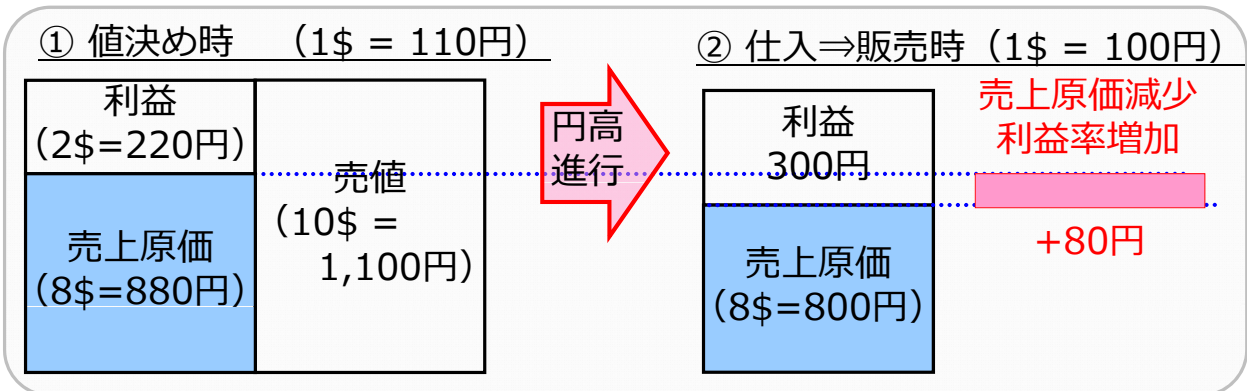 ① 値決め時　（1$ = 110円）
利益
（2$=220円）
売上原価
（8$=880円）
売値
（10$ =
1,100円）
円高
進行
② 仕入⇒販売時（1$ = 100円）
利益
300円
売上原価
（8$=800円）
売上原価減少
利益率増加
+80円